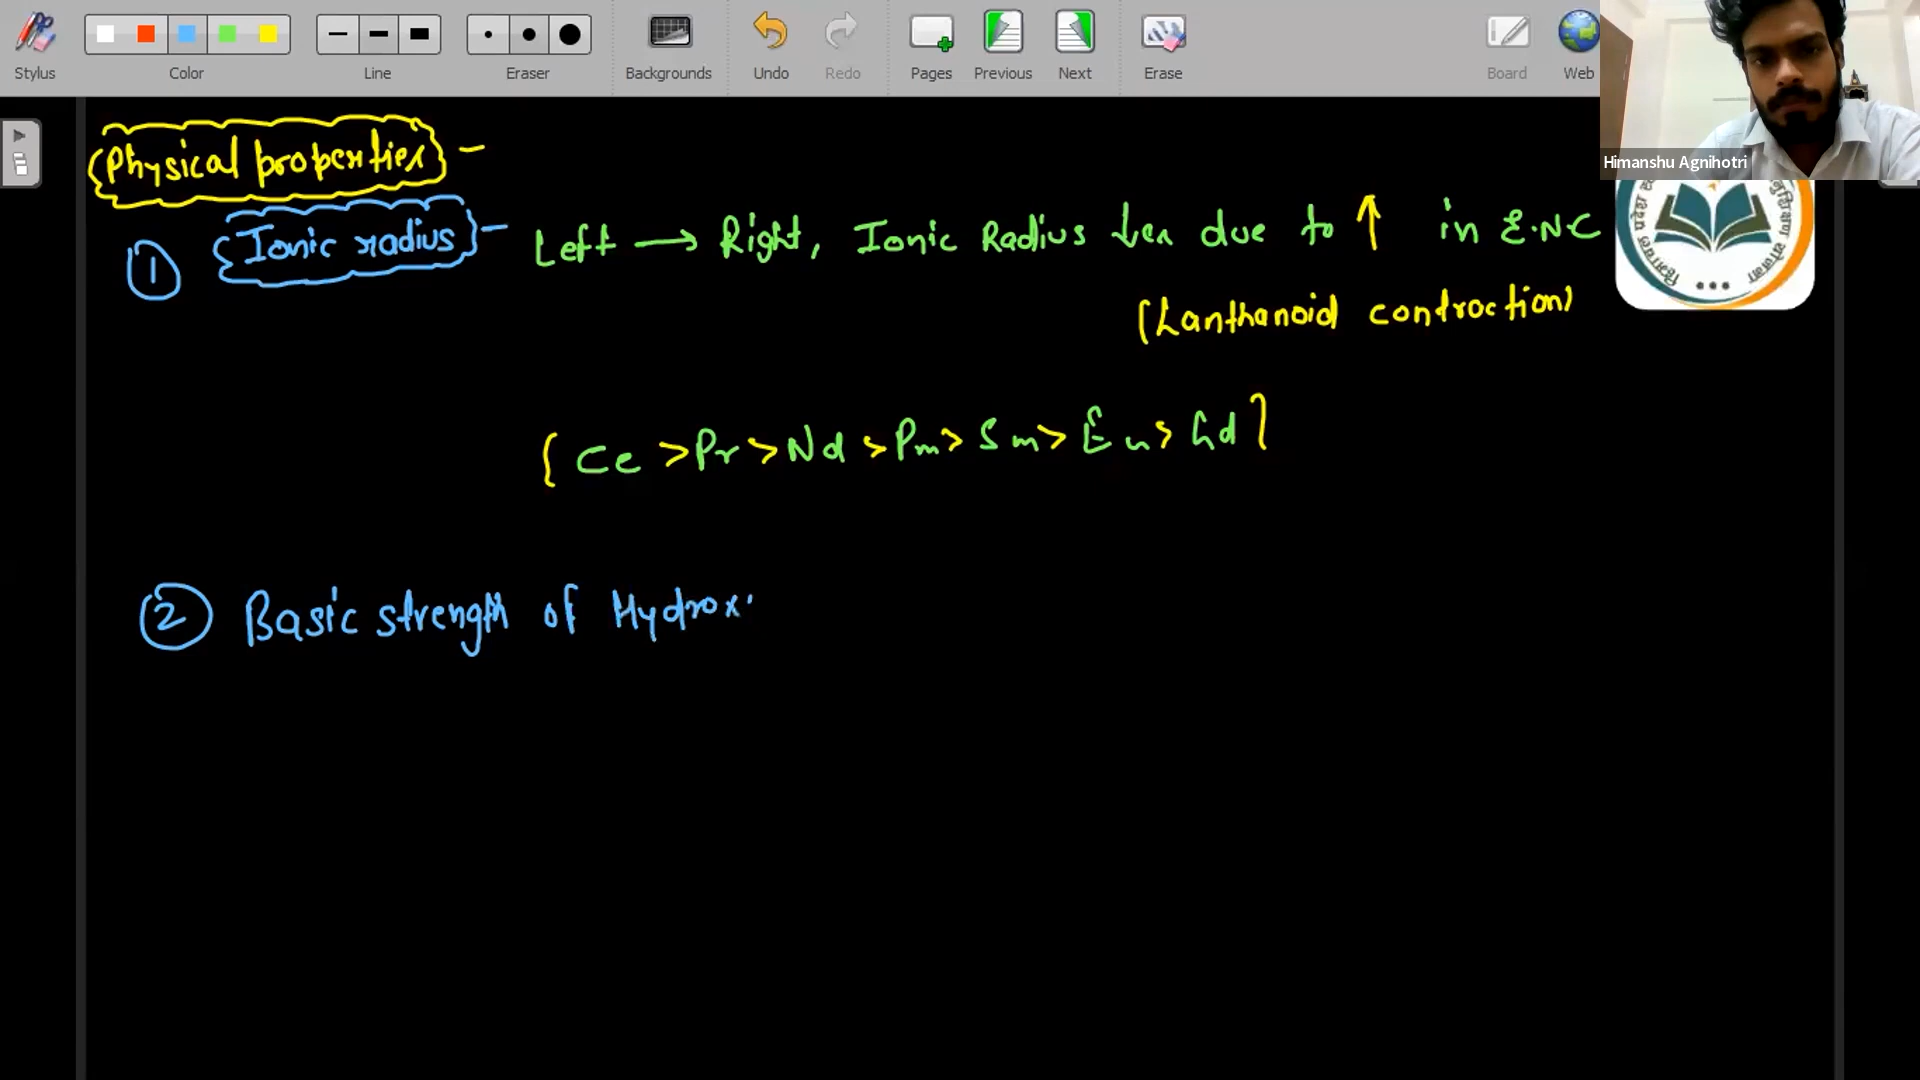 Stylus Color Line Eraser Backgrounds Undo Redo Pages Previous Next Erase Board Web
Himanshu Agnihotri
Physical properties -
① Ionic radius - Left → Right, Ionic Radius ↓es due to ↑ in E.N.C
(Lanthanoid contraction)
{ Ce > Pr > Nd > Pm > Sm > Eu > Gd }
② Basic strength of Hydrox